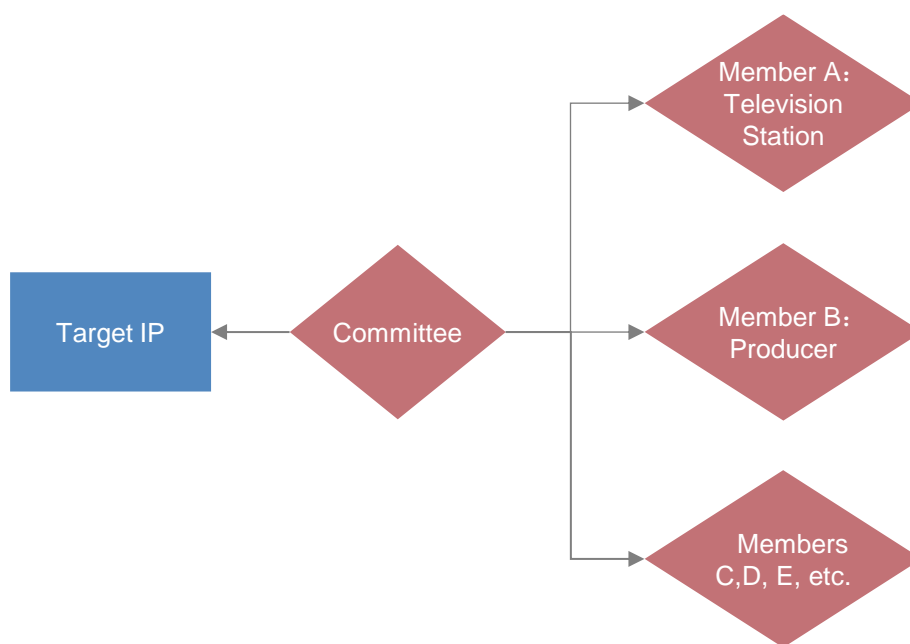 Member A：
Television
Station
Target IP
Committee
Member B：
Producer
Members
C,D, E, etc.